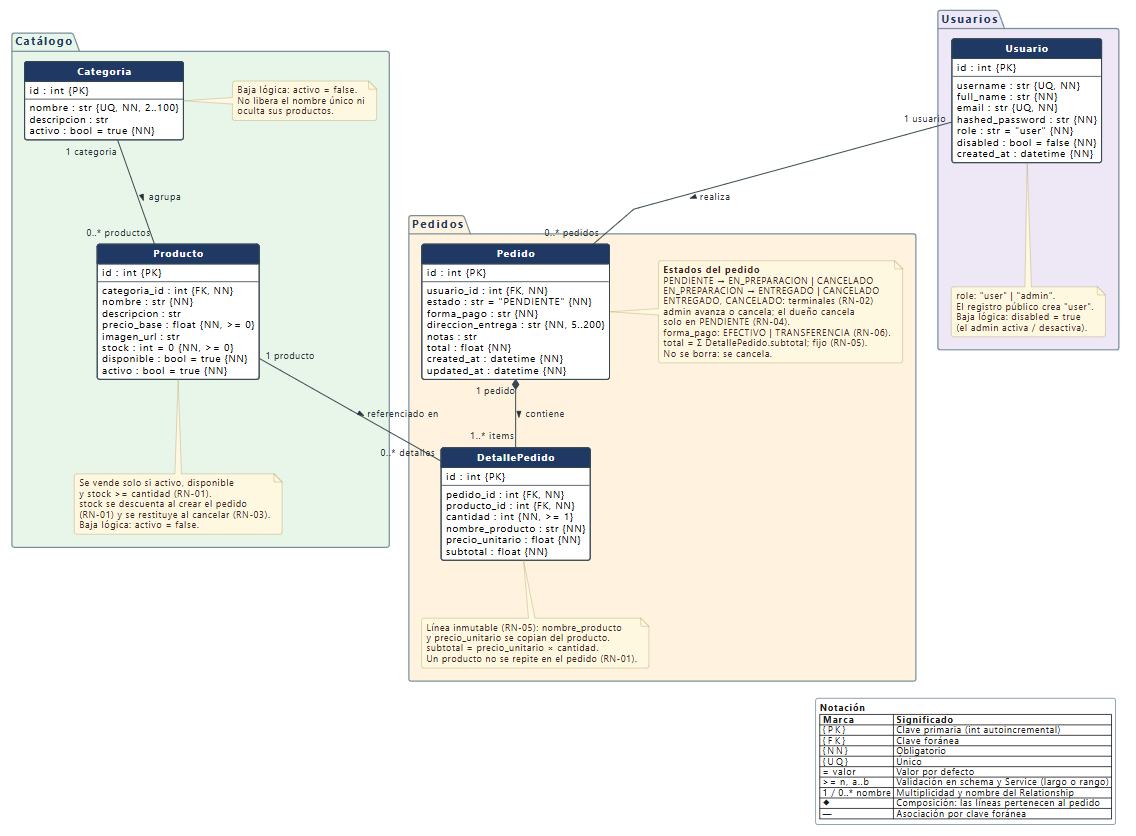 Catálogo
Categoria
id : int {PK}
nombre : str {UQ, NN, 2..100}
descripcion : str
activo : bool = true {NN}
Baja lógica: activo = false.
No libera el nombre único ni
oculta sus productos.
1 categoria
agrupa
0..* productos
Producto
id : int {PK}
categoria_id : int {FK, NN}
nombre : str {NN}
descripcion : str
precio_base : float {NN, >= 0}
imagen_url : str
stock : int = 0 {NN, >= 0}
disponible : bool = true {NN}
activo : bool = true {NN}
1 producto
referenciado en
0..* detalles
Se vende solo si activo, disponible
y stock >= cantidad (RN-01).
stock se descuenta al crear el pedido
(RN-01) y se restituye al cancelar (RN-03).
Baja lógica: activo = false.
Usuarios
Usuario
id : int {PK}
username : str {UQ, NN}
full_name : str {NN}
email : str {UQ, NN}
hashed_password : str {NN}
role : str = "user" {NN}
disabled : bool = false {NN}
created_at : datetime {NN}
1 usuario
realiza
0..* pedidos
role: "user" | "admin".
El registro público crea "user".
Baja lógica: disabled = true
(el admin activa / desactiva).
Pedidos
Pedido
id : int {PK}
usuario_id : int {FK, NN}
estado : str = "PENDIENTE" {NN}
forma_pago : str {NN}
direccion_entrega : str {NN, 5..200}
notas : str
total : float {NN}
created_at : datetime {NN}
updated_at : datetime {NN}
Estados del pedido
PENDIENTE → EN_PREPARACION | CANCELADO
EN_PREPARACION → ENTREGADO | CANCELADO
ENTREGADO, CANCELADO: terminales (RN-02)
admin avanza o cancela; el dueño cancela
solo en PENDIENTE (RN-04).
forma_pago: EFECTIVO | TRANSFERENCIA (RN-06).
total = Σ DetallePedido.subtotal; fijo (RN-05).
No se borra: se cancela.
1 pedido
contiene
1..* items
DetallePedido
id : int {PK}
pedido_id : int {FK, NN}
producto_id : int {FK, NN}
cantidad : int {NN, >= 1}
nombre_producto : str {NN}
precio_unitario : float {NN}
subtotal : float {NN}
Línea inmutable (RN-05): nombre_producto
y precio_unitario se copian del producto.
subtotal = precio_unitario × cantidad.
Un producto no se repite en el pedido (RN-01).
Notación
Marca Significado
{PK} Clave primaria (int autoincremental)
{FK} Clave foránea
{NN} Obligatorio
{UQ} Único
= valor Valor por defecto
>= n, a..b Validación en schema y Service (largo o rango)
1 / 0..* nombre Multiplicidad y nombre del Relationship
◆ Composición: las líneas pertenecen al pedido
— Asociación por clave foránea